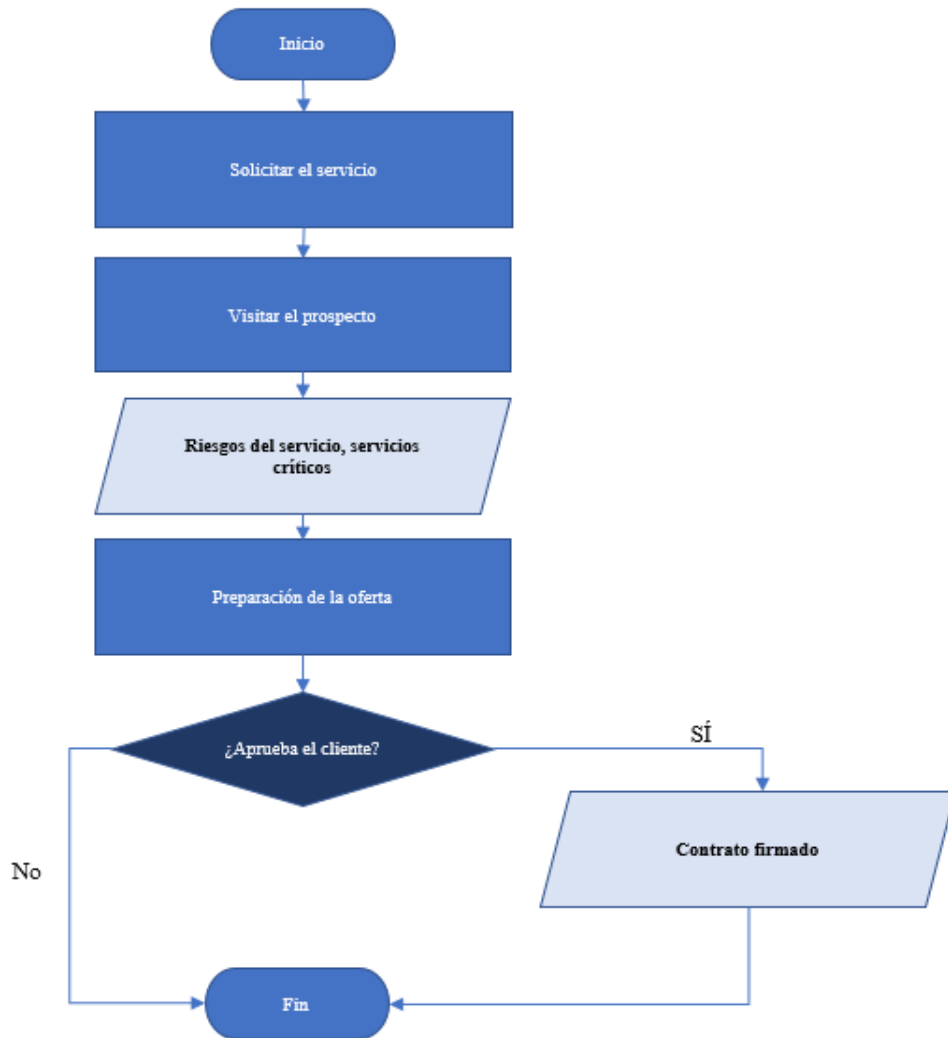 Inicio
Solicitar el servicio
Visitar el prospecto
Riesgos del servicio, servicios
críticos
Preparación de la oferta
¿Aprueba el cliente?
SÍ
Contrato firmado
No
Fin